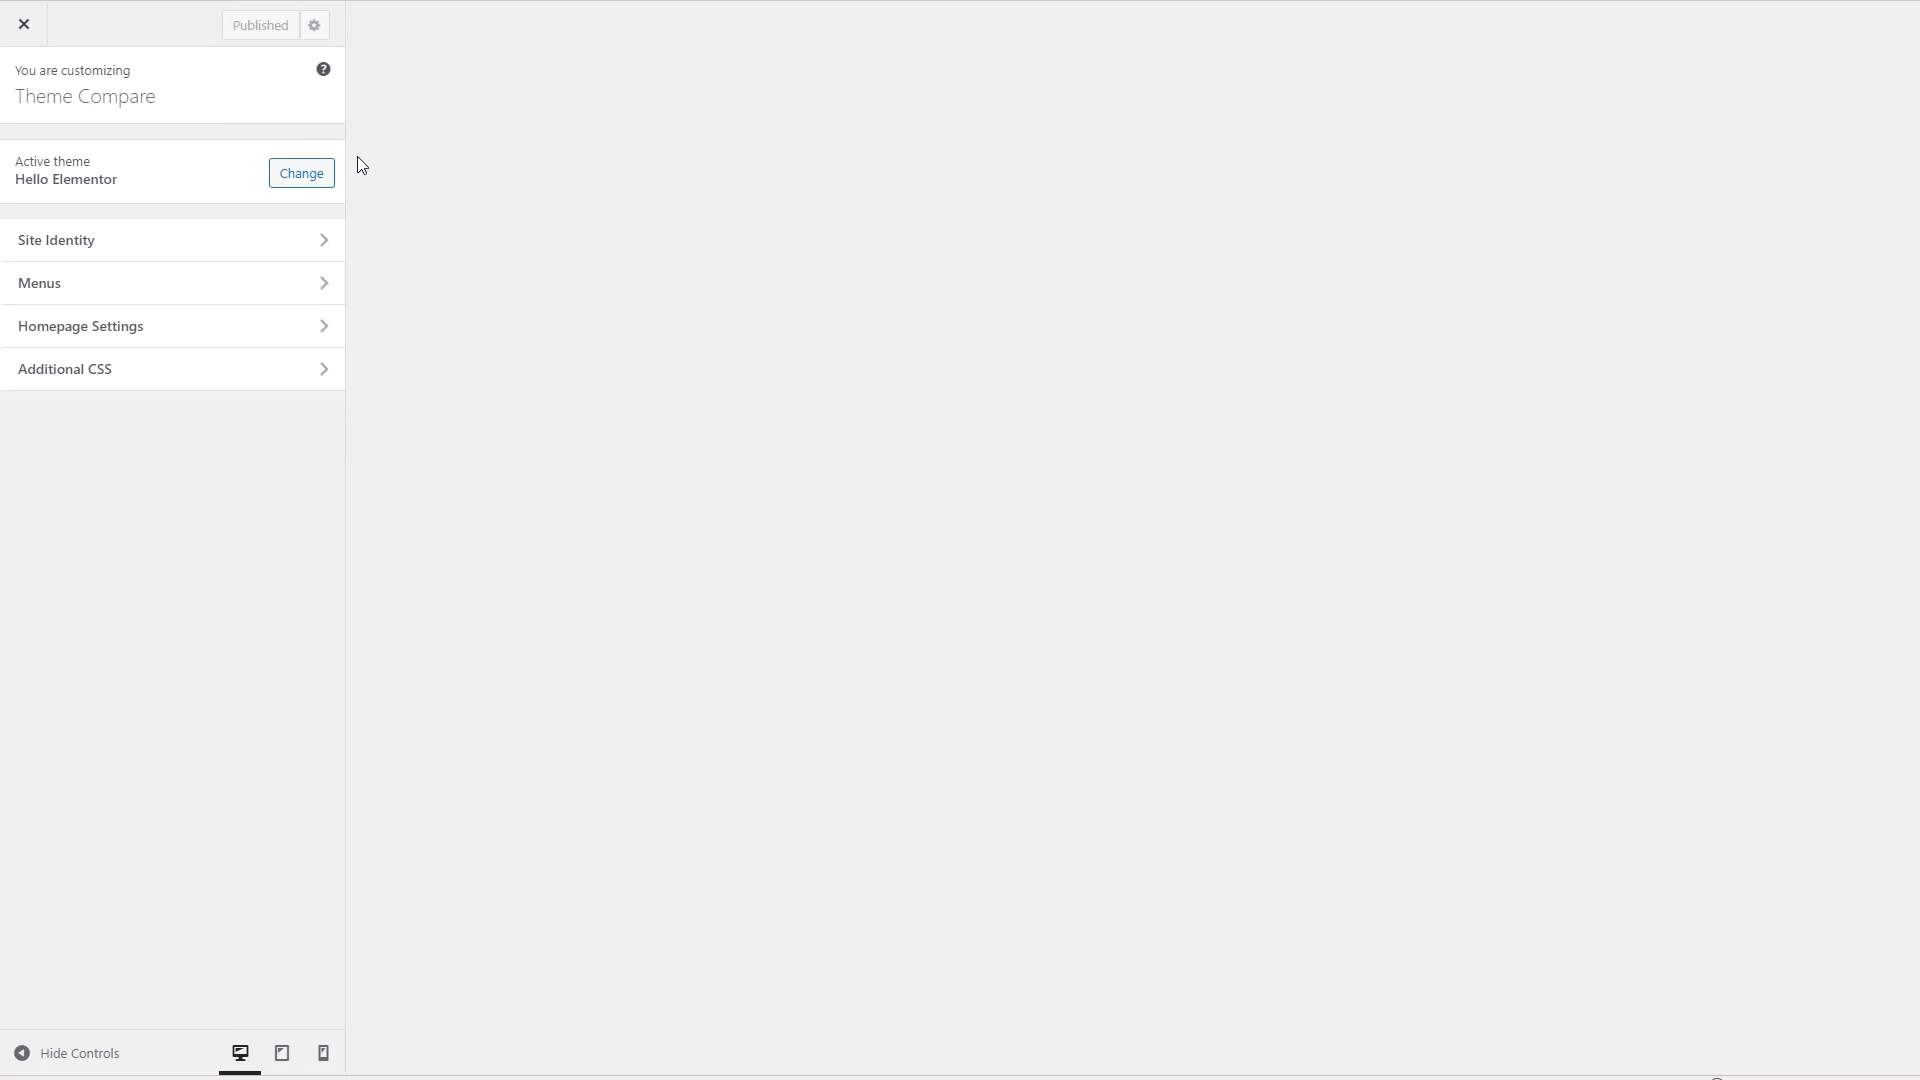 Published
You are customizing
Theme Compare
Active theme
Hello Elementor
Change
Site Identity
Menus
Homepage Settings
Additional CSS
Hide Controls